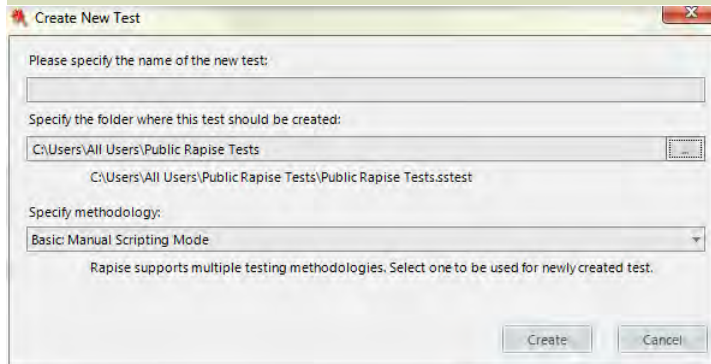 Create New Test
Please specify the name of the new test:
Specify the folder where this test should be created:
C:\Users\All Users\Public Rapise Tests
...
C:\Users\All Users\Public Rapise Tests\Public Rapise Tests.sstest
Specify methodology:
Basic: Manual Scripting Mode
Rapise supports multiple testing methodologies. Select one to be used for newly created test.
Create Cancel